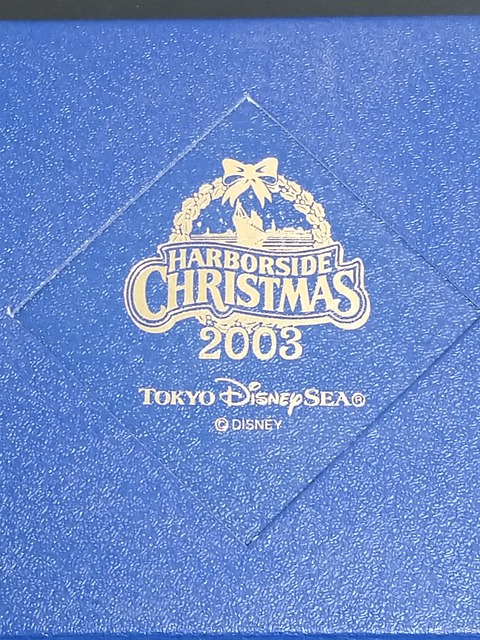 HARBORSIDE
CHRISTMAS
2003
TOKYO DISNEYSEA®
© DISNEY